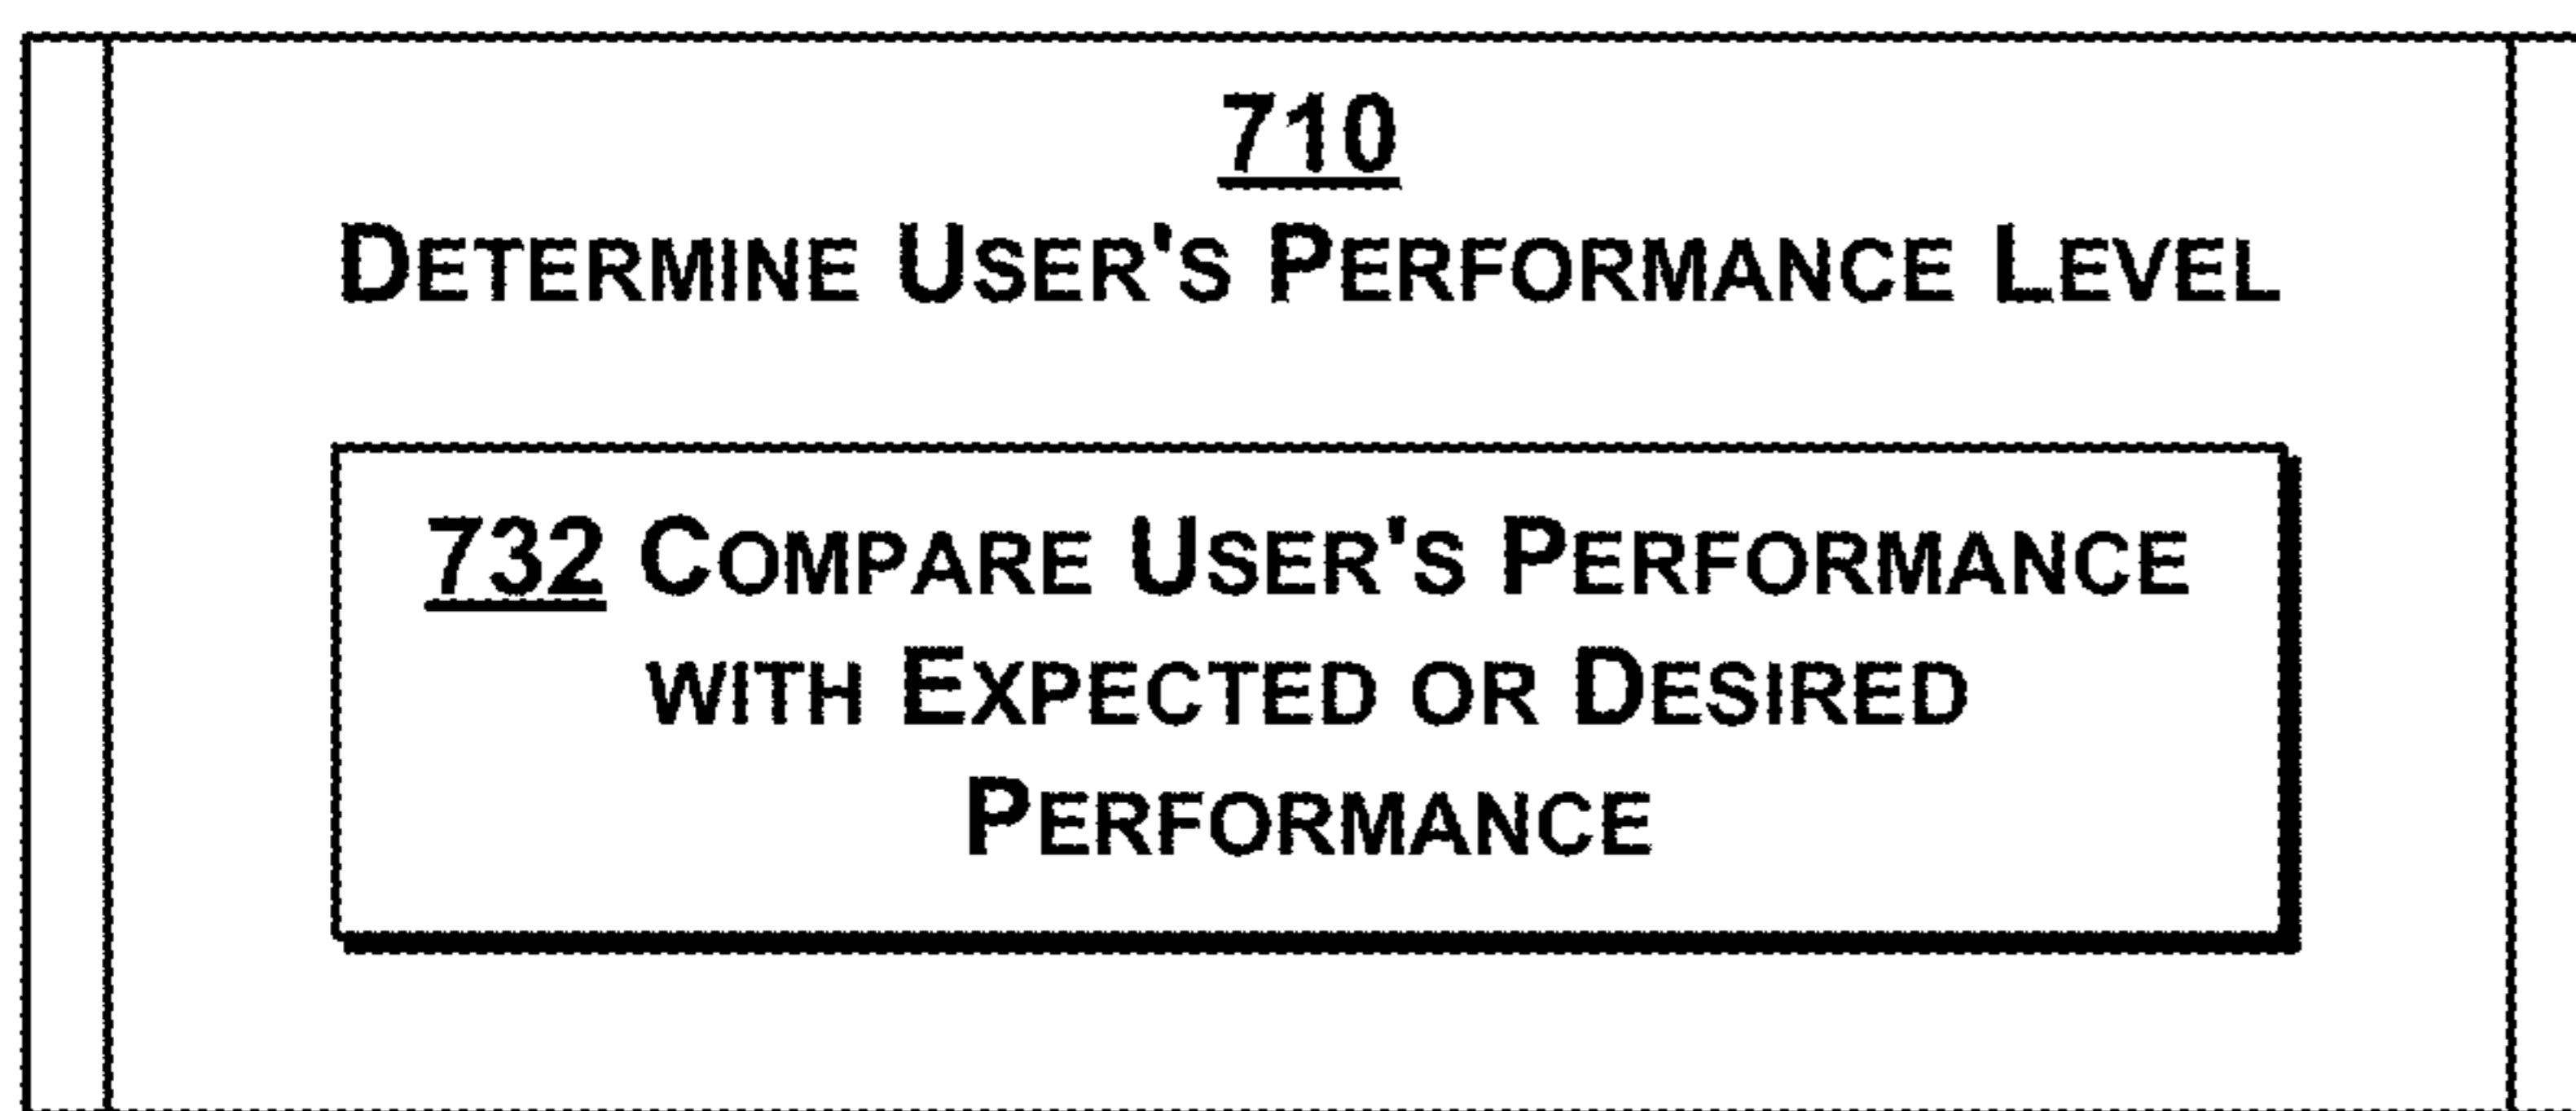 710
DETERMINE USER'S PERFORMANCE LEVEL
732 COMPARE USER'S PERFORMANCE
WITH EXPECTED OR DESIRED
PERFORMANCE